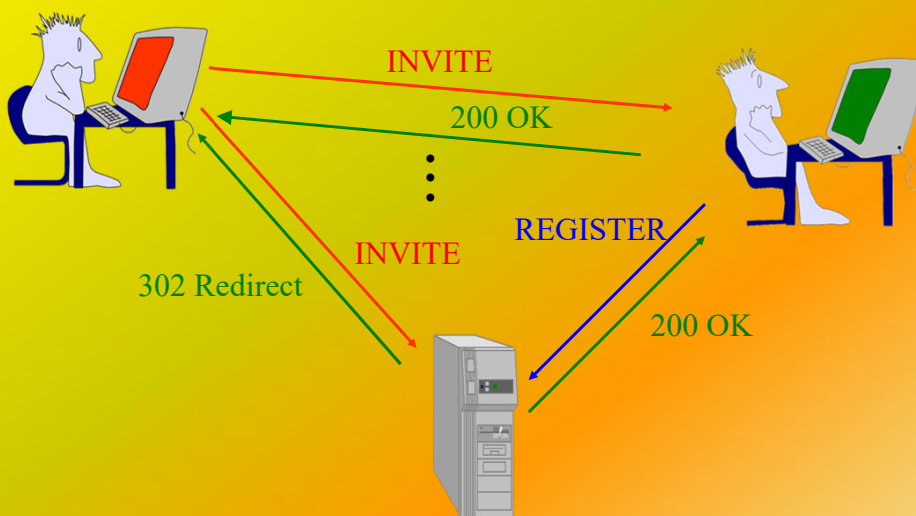 INVITE
200 OK
REGISTER
INVITE
302 Redirect
200 OK